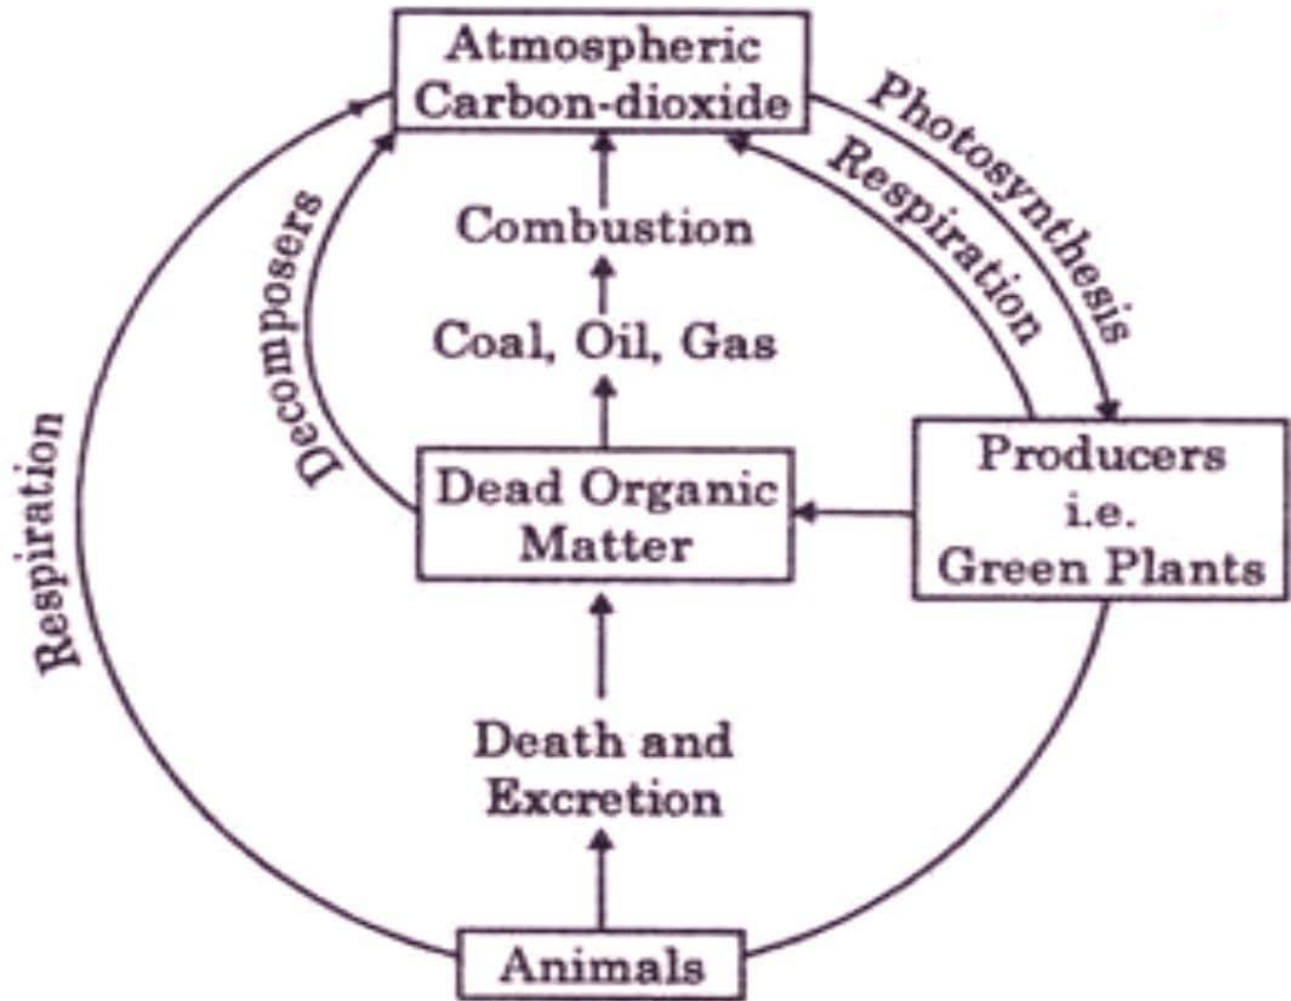 Atmospheric
Carbon-dioxide
Photosynthesis
Respiration
Combustion
Decomposers
Coal, Oil, Gas
Respiration
Dead Organic
Matter
Producers
i.e.
Green Plants
Death and
Excretion
Animals